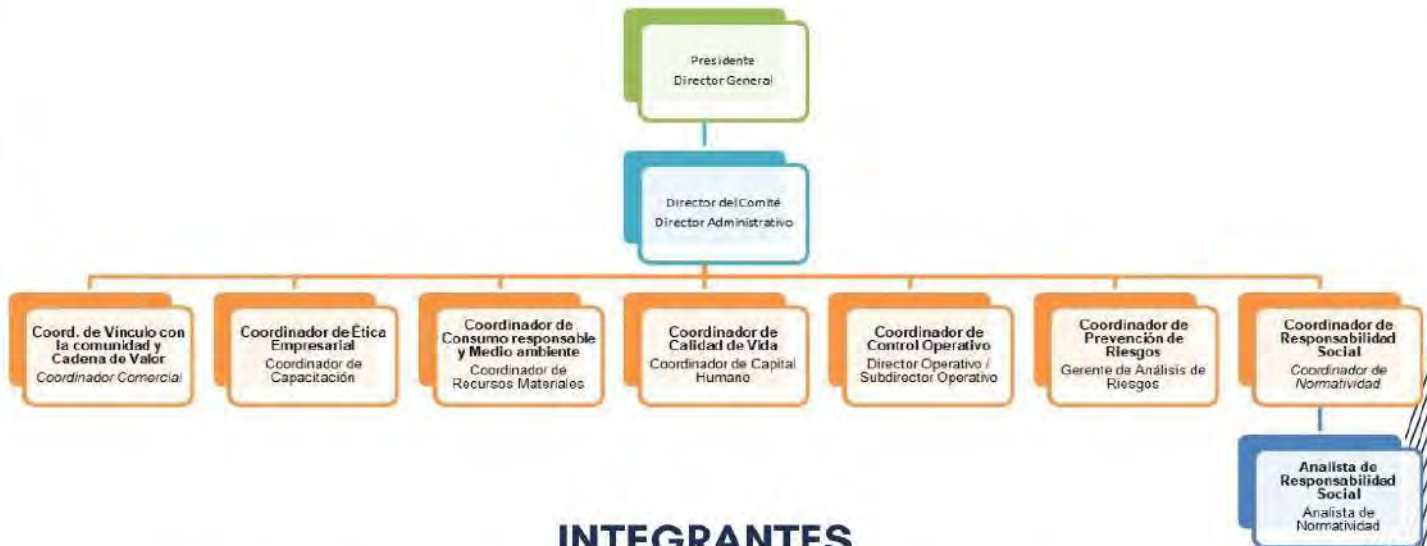 Presidente
Director General
Director del Comité
Director Administrativo
Coord. de Vínculo con
la comunidad y
Cadena de Valor
Coordinador Comercial
Coordinador de Ética
Empresarial
Coordinador de
Capacitación
Coordinador de
Consumo responsable
y Medio ambiente
Coordinador de
Recursos Materiales
Coordinador de
Calidad de Vida
Coordinador de Capital
Humano
Coordinador de
Control Operativo
Director Operativo /
Subdirector Operativo
Coordinador de
Prevención de
Riesgos
Gerente de Análisis de
Riesgos
Coordinador de
Responsabilidad
Social
Coordinador de
Normatividad
Analista de
Responsabilidad
Social
Analista de
Normatividad
INTEGRANTES